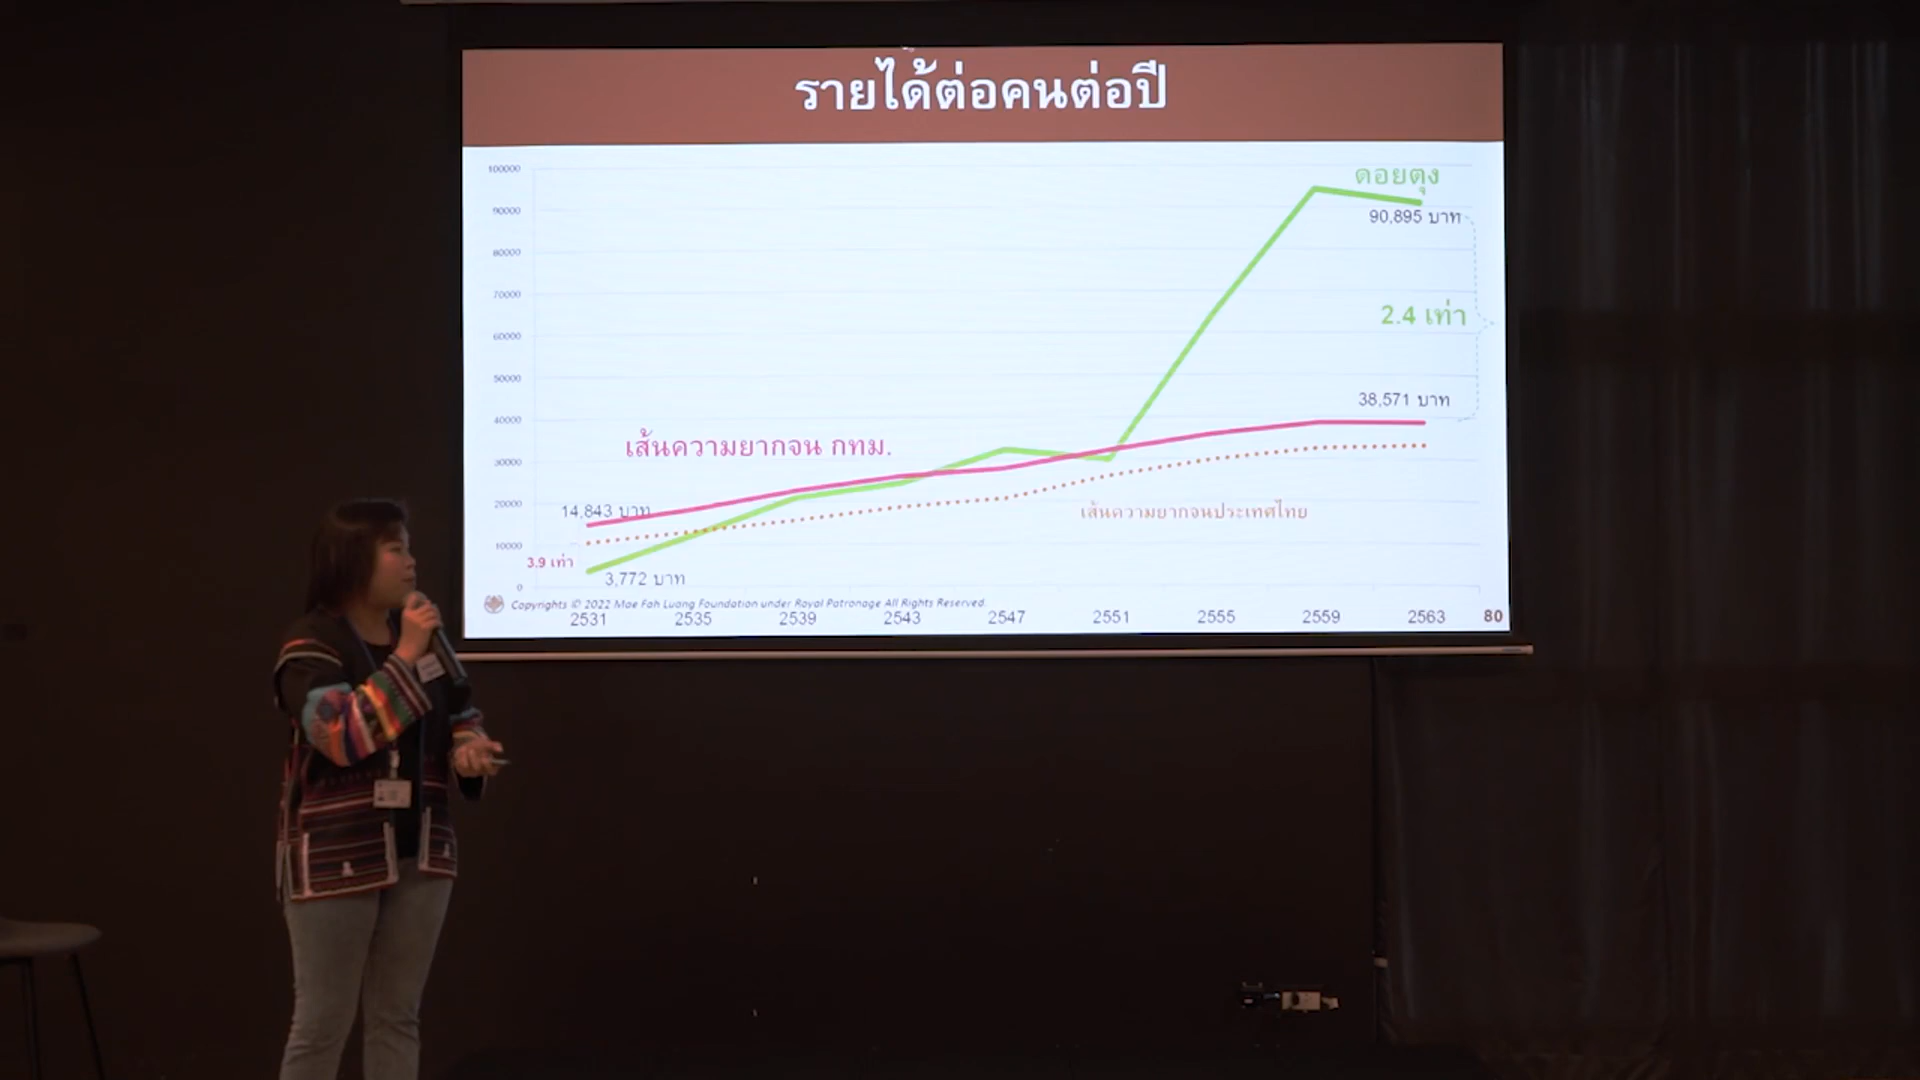 รายได้ต่อคนต่อปี
100000
90000
80000
70000
60000
50000
40000
30000
20000
10000
0
ดอยตุง
90,895 บาท
2.4 เท่า
38,571 บาท
เส้นความยากจน กทม.
14,843 บาท
เส้นความยากจนประเทศไทย
3.9 เท่า
3,772 บาท
Copyrights © 2022 Mae Fah Luang Foundation under Royal Patronage All Rights Reserved.
2531 2535 2539 2543 2547 2551 2555 2559 2563 80